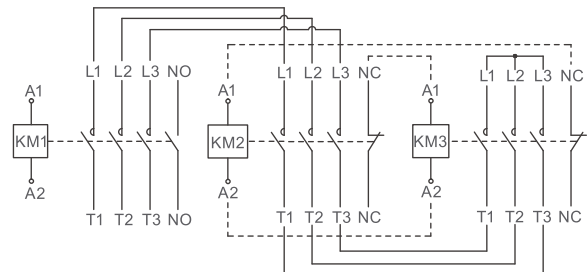 L1 L2 L3 NO
L1 L2 L3 NC
L1 L2 L3 NC
A1
A1
A1
KM1
KM2
KM3
A2
A2
A2
T1 T2 T3 NO
T1 T2 T3 NC
T1 T2 T3 NC